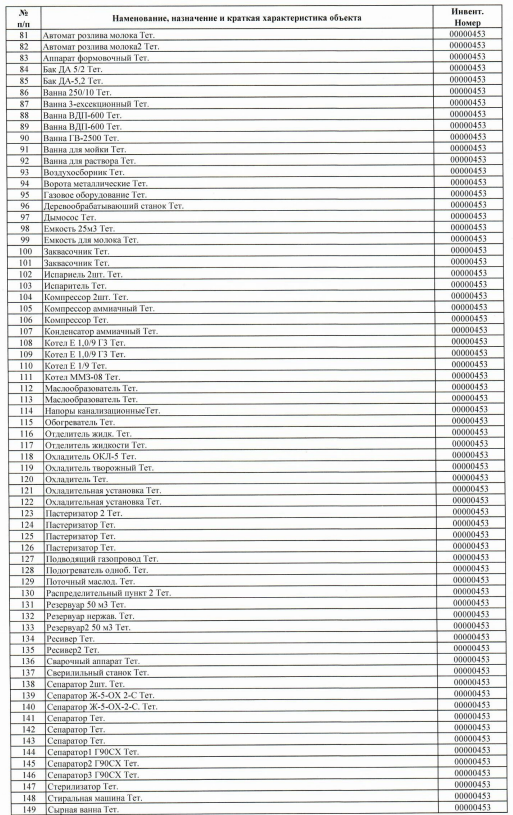 № п/п Наименование, назначение и краткая характеристика объекта Инвент. Номер
81 Автомат розлива молока Тет. 00000453
82 Автомат розлива молока2 Тет. 00000453
83 Аппарат формовочный Тет. 00000453
84 Бак ДА 5/2 Тет. 00000453
85 Бак ДА-5,2 Тет. 00000453
86 Ванна 250/10 Тет. 00000453
87 Ванна 3-ехсекционный Тет. 00000453
88 Ванна ВДП-600 Тет. 00000453
89 Ванна ВДП-600 Тет. 00000453
90 Ванна ГВ-2500 Тет. 00000453
91 Ванна для мойки Тет. 00000453
92 Ванна для раствора Тет. 00000453
93 Воздухосборник Тет. 00000453
94 Ворота металлические Тет. 00000453
95 Газовое оборудование Тет. 00000453
96 Деревообрабатываюший станок Тет. 00000453
97 Дымосос Тет. 00000453
98 Емкость 25м3 Тет. 00000453
99 Емкость для молока Тет. 00000453
100 Заквасочник Тет. 00000453
101 Заквасочник Тет. 00000453
102 Испариель 2шт. Тет. 00000453
103 Испаритель Тет. 00000453
104 Компрессор 2шт. Тет. 00000453
105 Компрессор аммиачный Тет. 00000453
106 Компрессор Тет. 00000453
107 Конденсатор аммиачный Тет. 00000453
108 Котел Е 1,0/9 Г3 Тет. 00000453
109 Котел Е 1,0/9 Г3 Тет. 00000453
110 Котел Е 1/9 Тет. 00000453
111 Котел ММЗ-08 Тет. 00000453
112 Маслообразователь Тет. 00000453
113 Маслообразователь Тет. 00000453
114 Напоры канализационныеТет. 00000453
115 Обогреватель Тет. 00000453
116 Отделитель жидк. Тет. 00000453
117 Отделитель жидкости Тет. 00000453
118 Охладитель ОКЛ-5 Тет. 00000453
119 Охладитель творожный Тет. 00000453
120 Охладитель Тет. 00000453
121 Охладительная установка Тет. 00000453
122 Охладительная установка Тет. 00000453
123 Пастеризатор 2 Тет. 00000453
124 Пастеризатор Тет. 00000453
125 Пастеризатор Тет. 00000453
126 Пастеризатор Тет. 00000453
127 Подводящий газопровод Тет. 00000453
128 Подогреватель одноб. Тет. 00000453
129 Поточный маслод. Тет. 00000453
130 Распределительный пункт 2 Тет. 00000453
131 Резервуар 50 м3 Тет. 00000453
132 Резервуар нержав. Тет. 00000453
133 Резервуар2 50 м3 Тет. 00000453
134 Ресивер Тет. 00000453
135 Ресивер2 Тет. 00000453
136 Сварочный аппарат Тет. 00000453
137 Сверилильный станок Тет. 00000453
138 Сепаратор 2шт. Тет. 00000453
139 Сепаратор Ж-5-ОХ 2-С Тет. 00000453
140 Сепаратор Ж-5-ОХ-2-С. Тет. 00000453
141 Сепаратор Тет. 00000453
142 Сепаратор Тет. 00000453
143 Сепаратор Тет. 00000453
144 Сепаратор1 Г90СХ Тет. 00000453
145 Сепаратор2 Г90СХ Тет. 00000453
146 Сепаратор3 Г90СХ Тет. 00000453
147 Стерилизатор Тет. 00000453
148 Стиральная машина Тет. 00000453
149 Сырная ванна Тет. 00000453